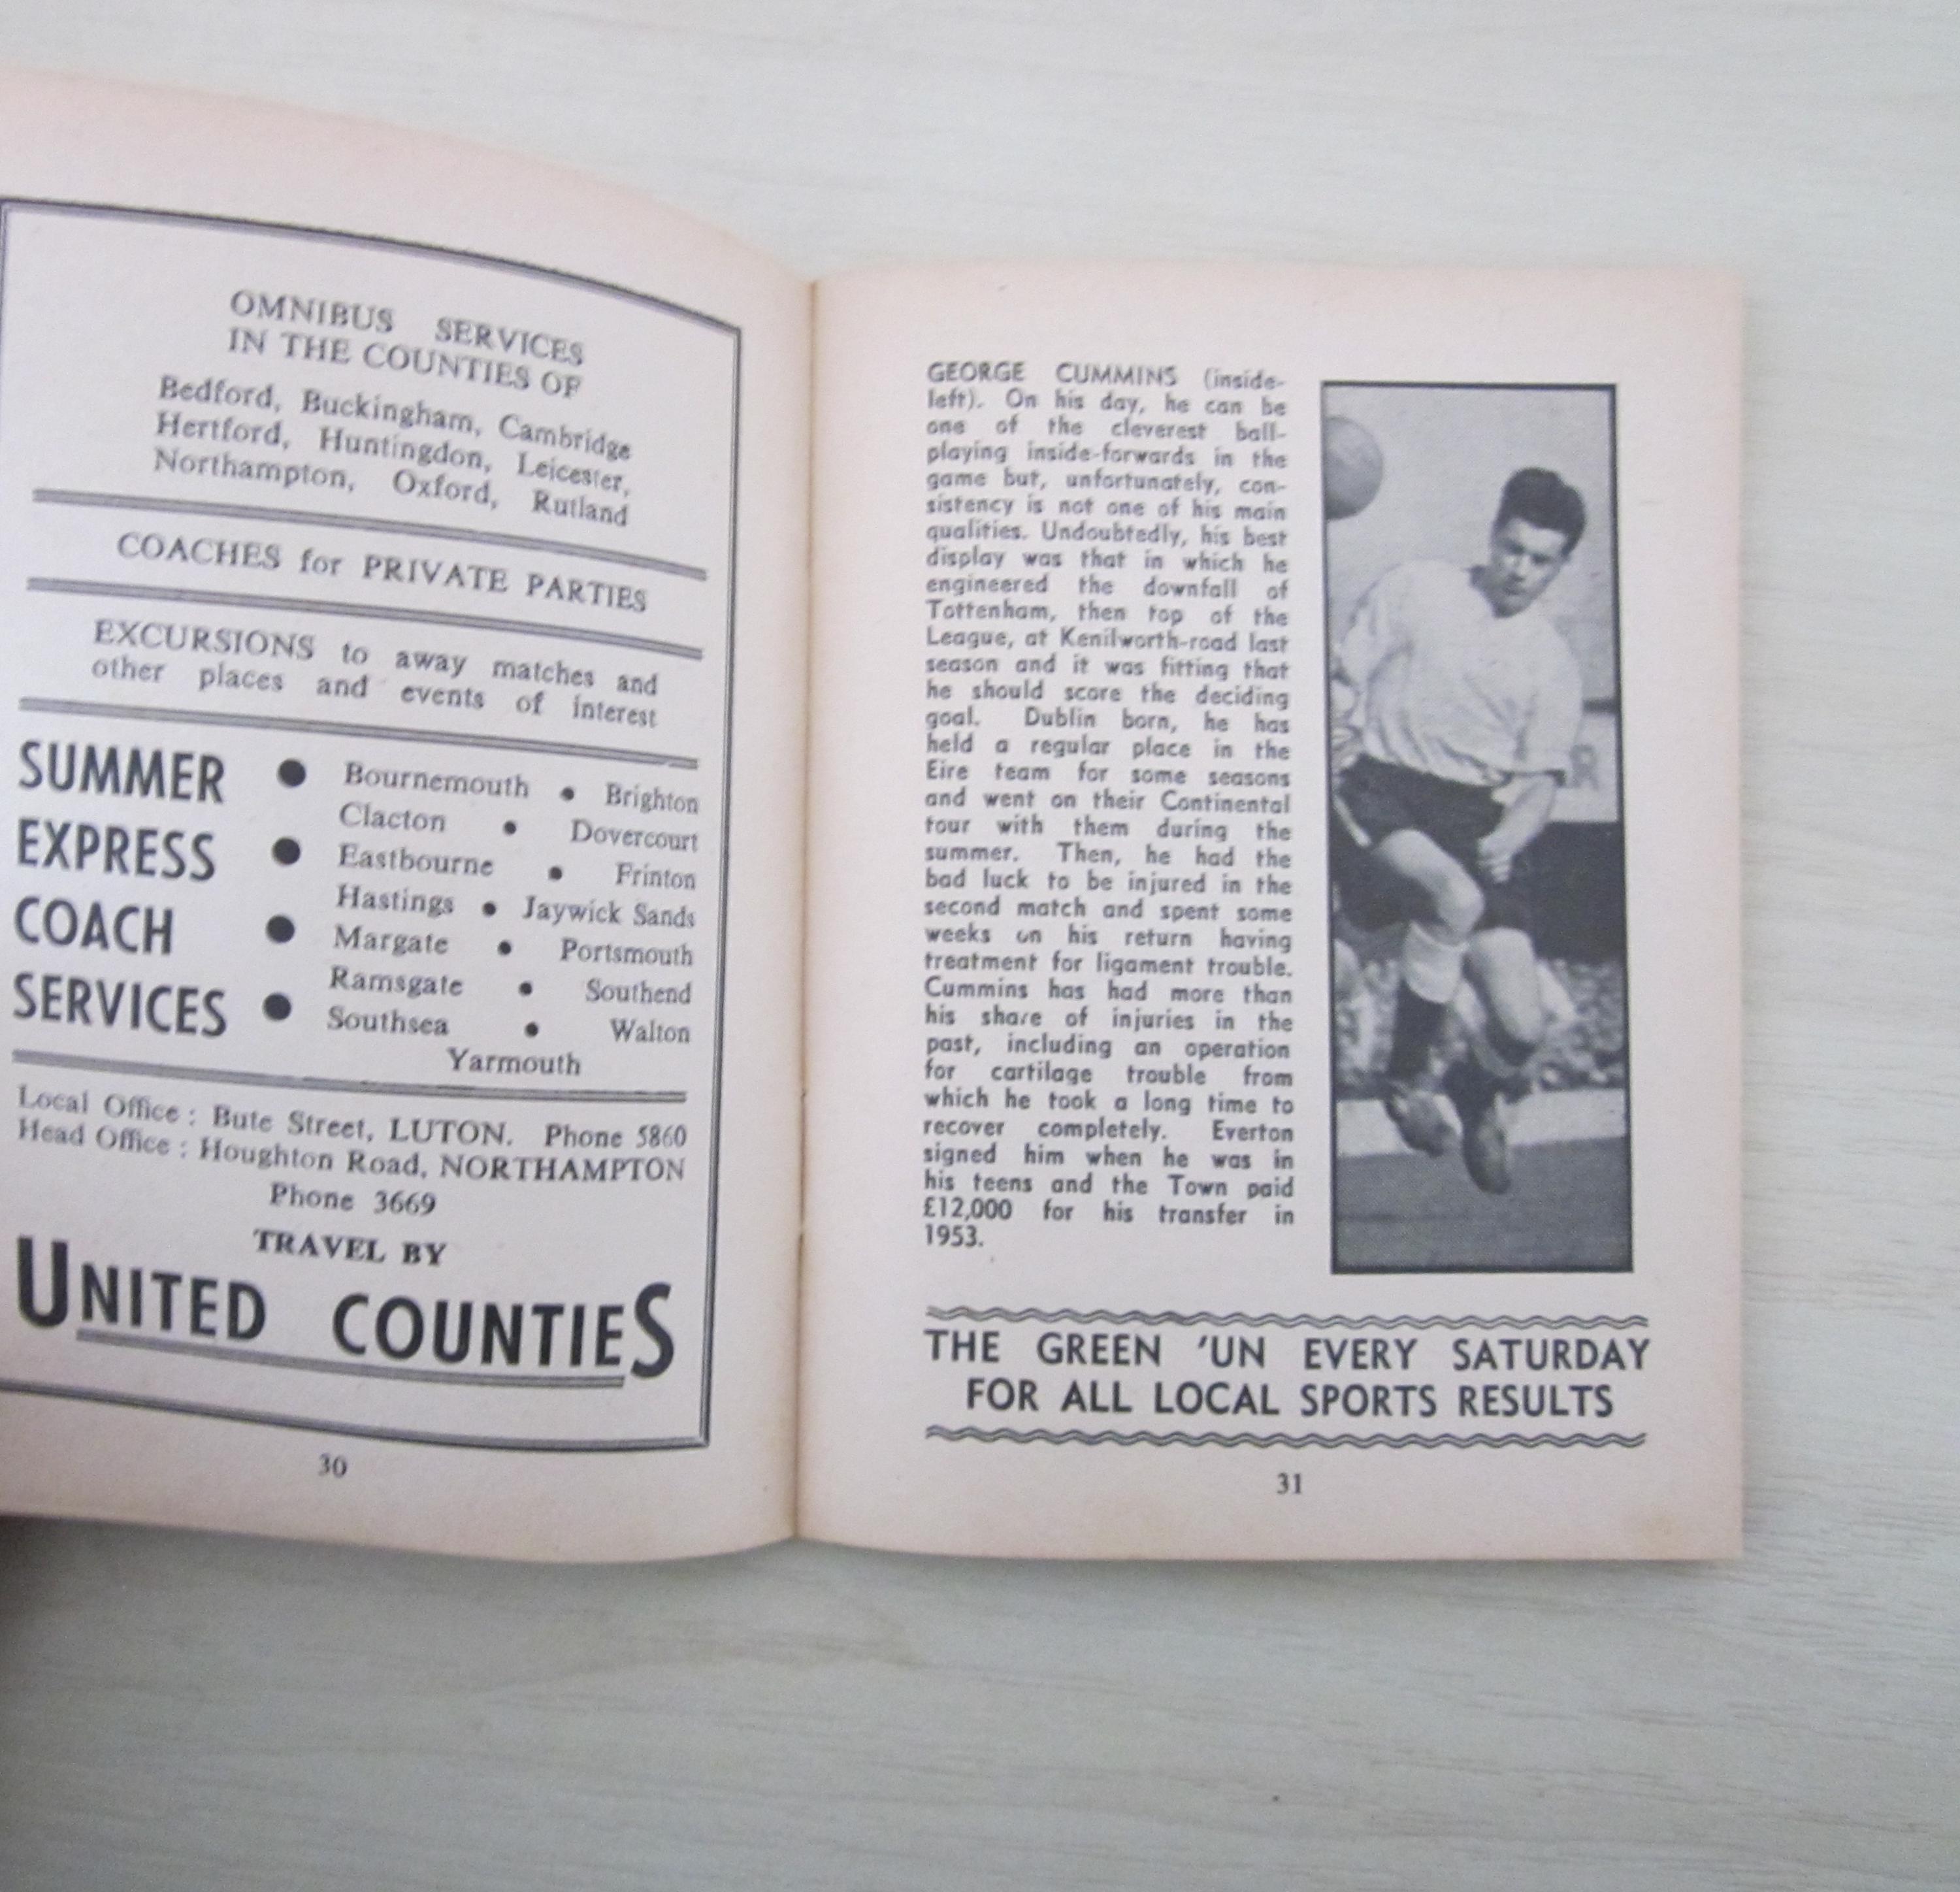 OMNIBUS SERVICES
IN THE COUNTIES OF
Bedford, Buckingham, Cambridge
Hertford, Huntingdon, Leicester,
Northampton, Oxford, Rutland
COACHES for PRIVATE PARTIES
EXCURSIONS to away matches and
other places and events of interest
SUMMER ● Bournemouth ● Brighton
Clacton ● Dovercourt
EXPRESS ● Eastbourne ● Frinton
Hastings ● Jaywick Sands
COACH ● Margate ● Portsmouth
Ramsgate ● Southend
SERVICES ● Southsea ● Walton
Yarmouth
Local Office : Bute Street, LUTON. Phone 5860
Head Office : Houghton Road, NORTHAMPTON
Phone 3669
TRAVEL BY
UNITED COUNTIES
30
GEORGE CUMMINS (inside-
left). On his day, he can be
one of the cleverest ball-
playing inside-forwards in the
game but, unfortunately, con-
sistency is not one of his main
qualities. Undoubtedly, his best
display was that in which he
engineered the downfall of
Tottenham, then top of the
League, at Kenilworth-road last
season and it was fitting that
he should score the deciding
goal. Dublin born, he has
held a regular place in the
Eire team for some seasons
and went on their Continental
tour with them during the
summer. Then, he had the
bad luck to be injured in the
second match and spent some
weeks on his return having
treatment for ligament trouble.
Cummins has had more than
his share of injuries in the
past, including an operation
for cartilage trouble from
which he took a long time to
recover completely. Everton
signed him when he was in
his teens and the Town paid
£12,000 for his transfer in
1953.
THE GREEN 'UN EVERY SATURDAY
FOR ALL LOCAL SPORTS RESULTS
31